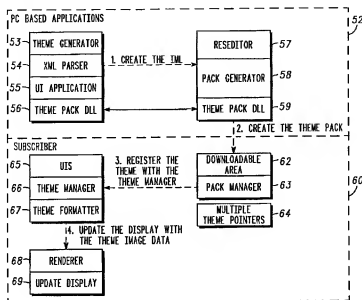 PC BASED APPLICATIONS
52
53
THEME GENERATOR
54
XML PARSER
55
UI APPLICATION
56
THEME PACK DLL
1. CREATE THE IML
RESEDITOR
57
PACK GENERATOR
58
THEME PACK DLL
59
2. CREATE THE THEME PACK
SUBSCRIBER
60
65
UIS
66
THEME MANAGER
67
THEME FORMATTER
3. REGISTER THE
THEME WITH THE
THEME MANAGER
DOWNLOADABLE
AREA
62
PACK MANAGER
63
MULTIPLE
THEME POINTERS
64
4. UPDATE THE DISPLAY WITH
THE THEME IMAGE DATA
68
RENDERER
69
UPDATE DISPLAY